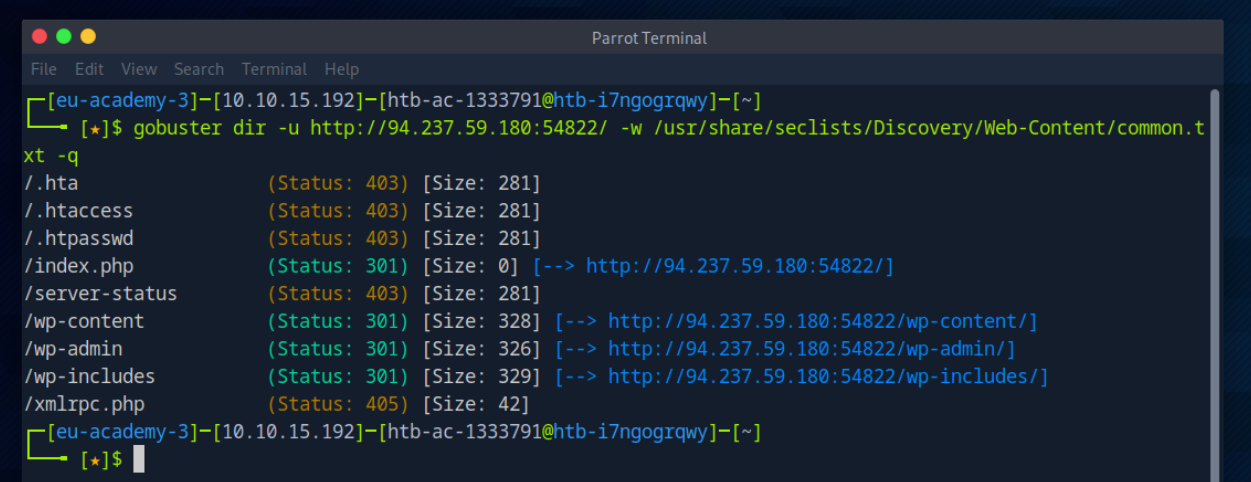 Parrot Terminal
File Edit View Search Terminal Help
┌─[eu-academy-3]─[10.10.15.192]─[htb-ac-1333791@htb-i7ngogrqwy]─[~]
└──╼ [★]$ gobuster dir -u http://94.237.59.180:54822/ -w /usr/share/seclists/Discovery/Web-Content/common.t
xt -q
/.hta (Status: 403) [Size: 281]
/.htaccess (Status: 403) [Size: 281]
/.htpasswd (Status: 403) [Size: 281]
/index.php (Status: 301) [Size: 0] [--> http://94.237.59.180:54822/]
/server-status (Status: 403) [Size: 281]
/wp-content (Status: 301) [Size: 328] [--> http://94.237.59.180:54822/wp-content/]
/wp-admin (Status: 301) [Size: 326] [--> http://94.237.59.180:54822/wp-admin/]
/wp-includes (Status: 301) [Size: 329] [--> http://94.237.59.180:54822/wp-includes/]
/xmlrpc.php (Status: 405) [Size: 42]
┌─[eu-academy-3]─[10.10.15.192]─[htb-ac-1333791@htb-i7ngogrqwy]─[~]
└──╼ [★]$